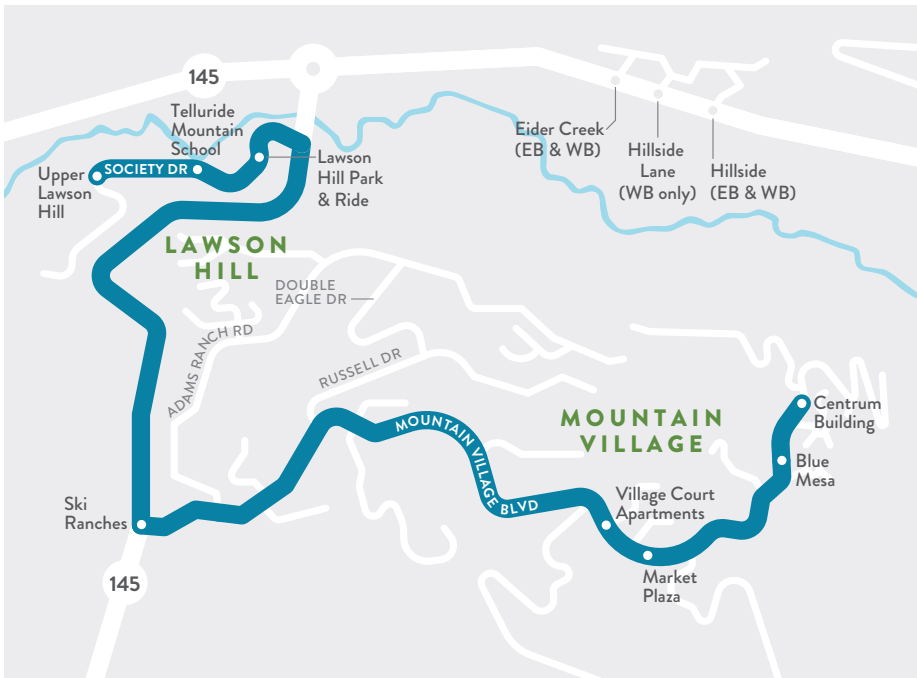 145
Telluride
Mountain
School
Upper
Lawson
Hill
SOCIETY DR
Lawson
Hill Park
& Ride
Eider Creek
(EB & WB)
Hillside
Lane
(WB only)
Hillside
(EB & WB)
LAWSON
HILL
DOUBLE
EAGLE DR
ADAMS RANCH RD
RUSSELL DR
MOUNTAIN VILLAGE BLVD
MOUNTAIN
VILLAGE
Centrum
Building
Blue
Mesa
Village Court
Apartments
Market
Plaza
Ski
Ranches
145